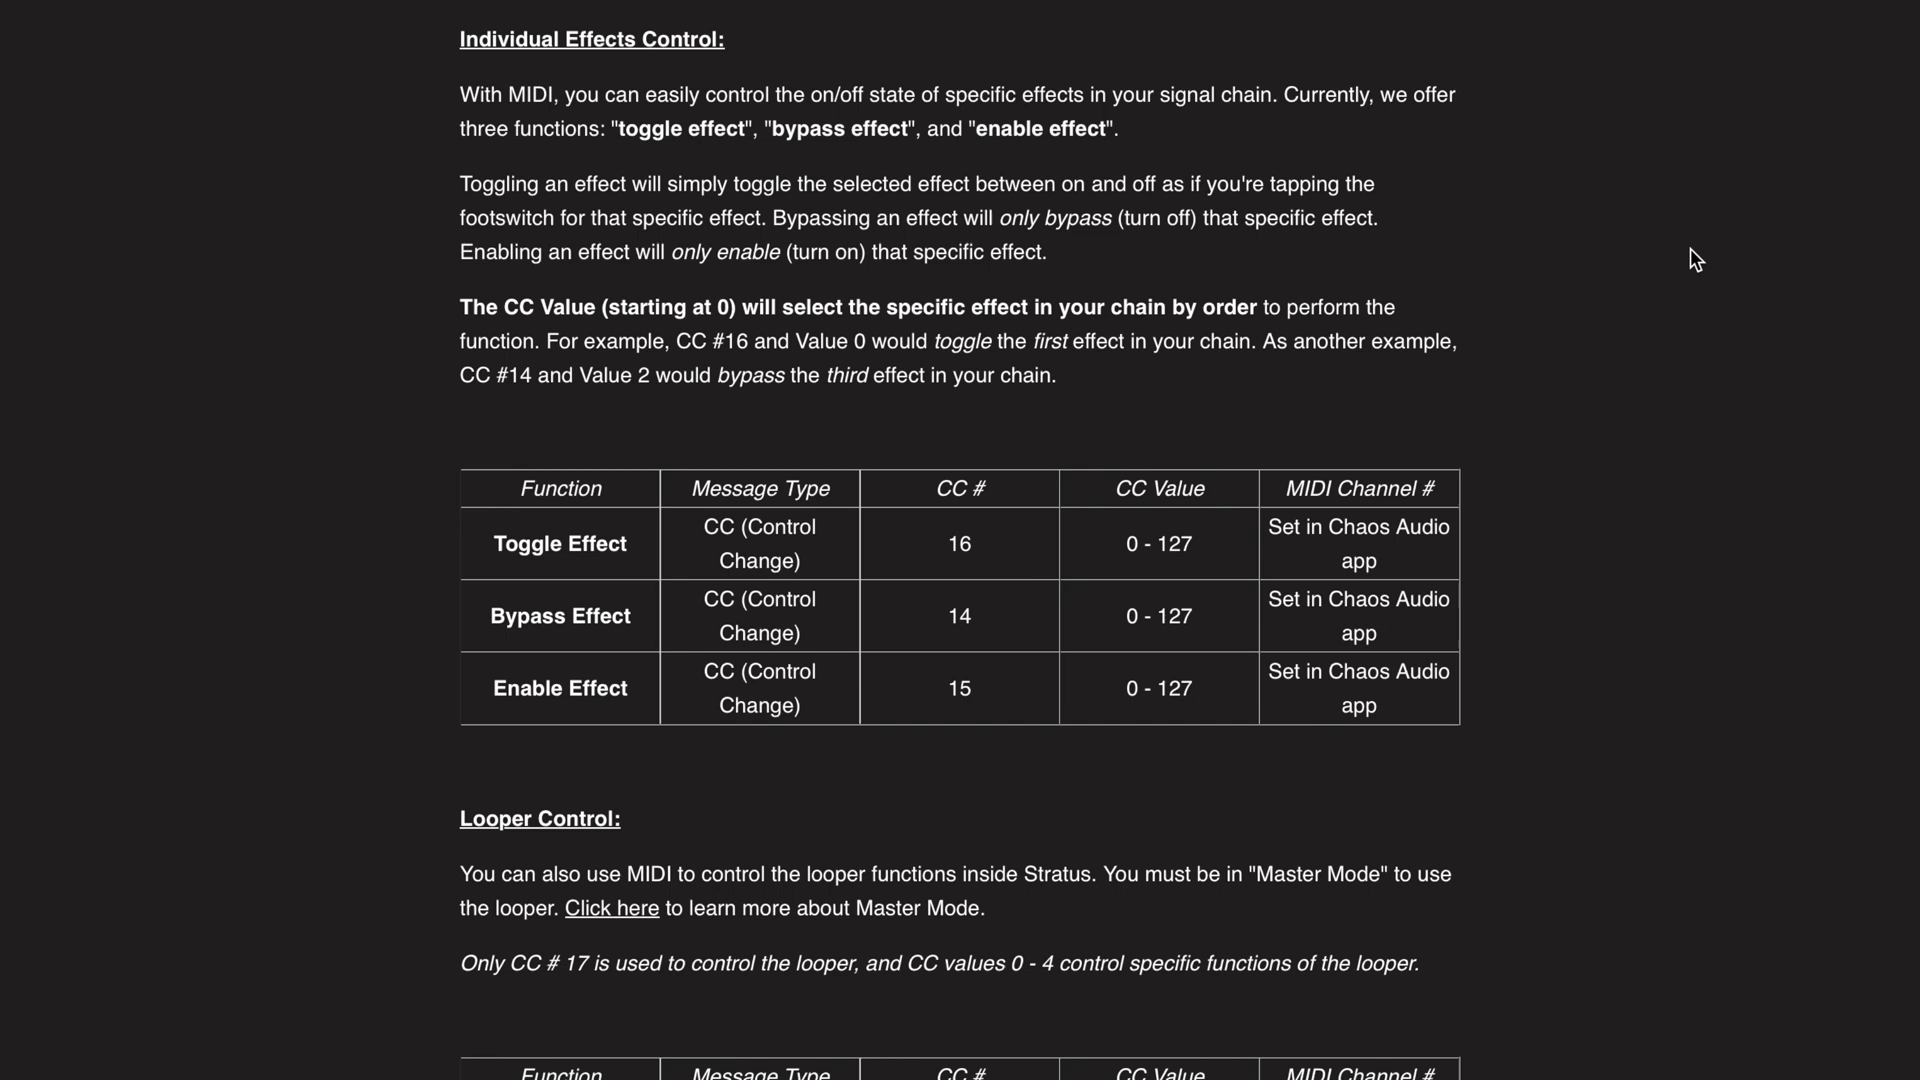 Individual Effects Control:
With MIDI, you can easily control the on/off state of specific effects in your signal chain. Currently, we offer
three functions: "toggle effect", "bypass effect", and "enable effect".
Toggling an effect will simply toggle the selected effect between on and off as if you're tapping the
footswitch for that specific effect. Bypassing an effect will only bypass (turn off) that specific effect.
Enabling an effect will only enable (turn on) that specific effect.
The CC Value (starting at 0) will select the specific effect in your chain by order to perform the
function. For example, CC #16 and Value 0 would toggle the first effect in your chain. As another example,
CC #14 and Value 2 would bypass the third effect in your chain.
Function Message Type CC # CC Value MIDI Channel #
Toggle Effect CC (Control Change) 16 0 - 127 Set in Chaos Audio app
Bypass Effect CC (Control Change) 14 0 - 127 Set in Chaos Audio app
Enable Effect CC (Control Change) 15 0 - 127 Set in Chaos Audio app
Looper Control:
You can also use MIDI to control the looper functions inside Stratus. You must be in "Master Mode" to use
the looper. Click here to learn more about Master Mode.
Only CC # 17 is used to control the looper, and CC values 0 - 4 control specific functions of the looper.
Function Message Type CC # CC Value MIDI Channel #